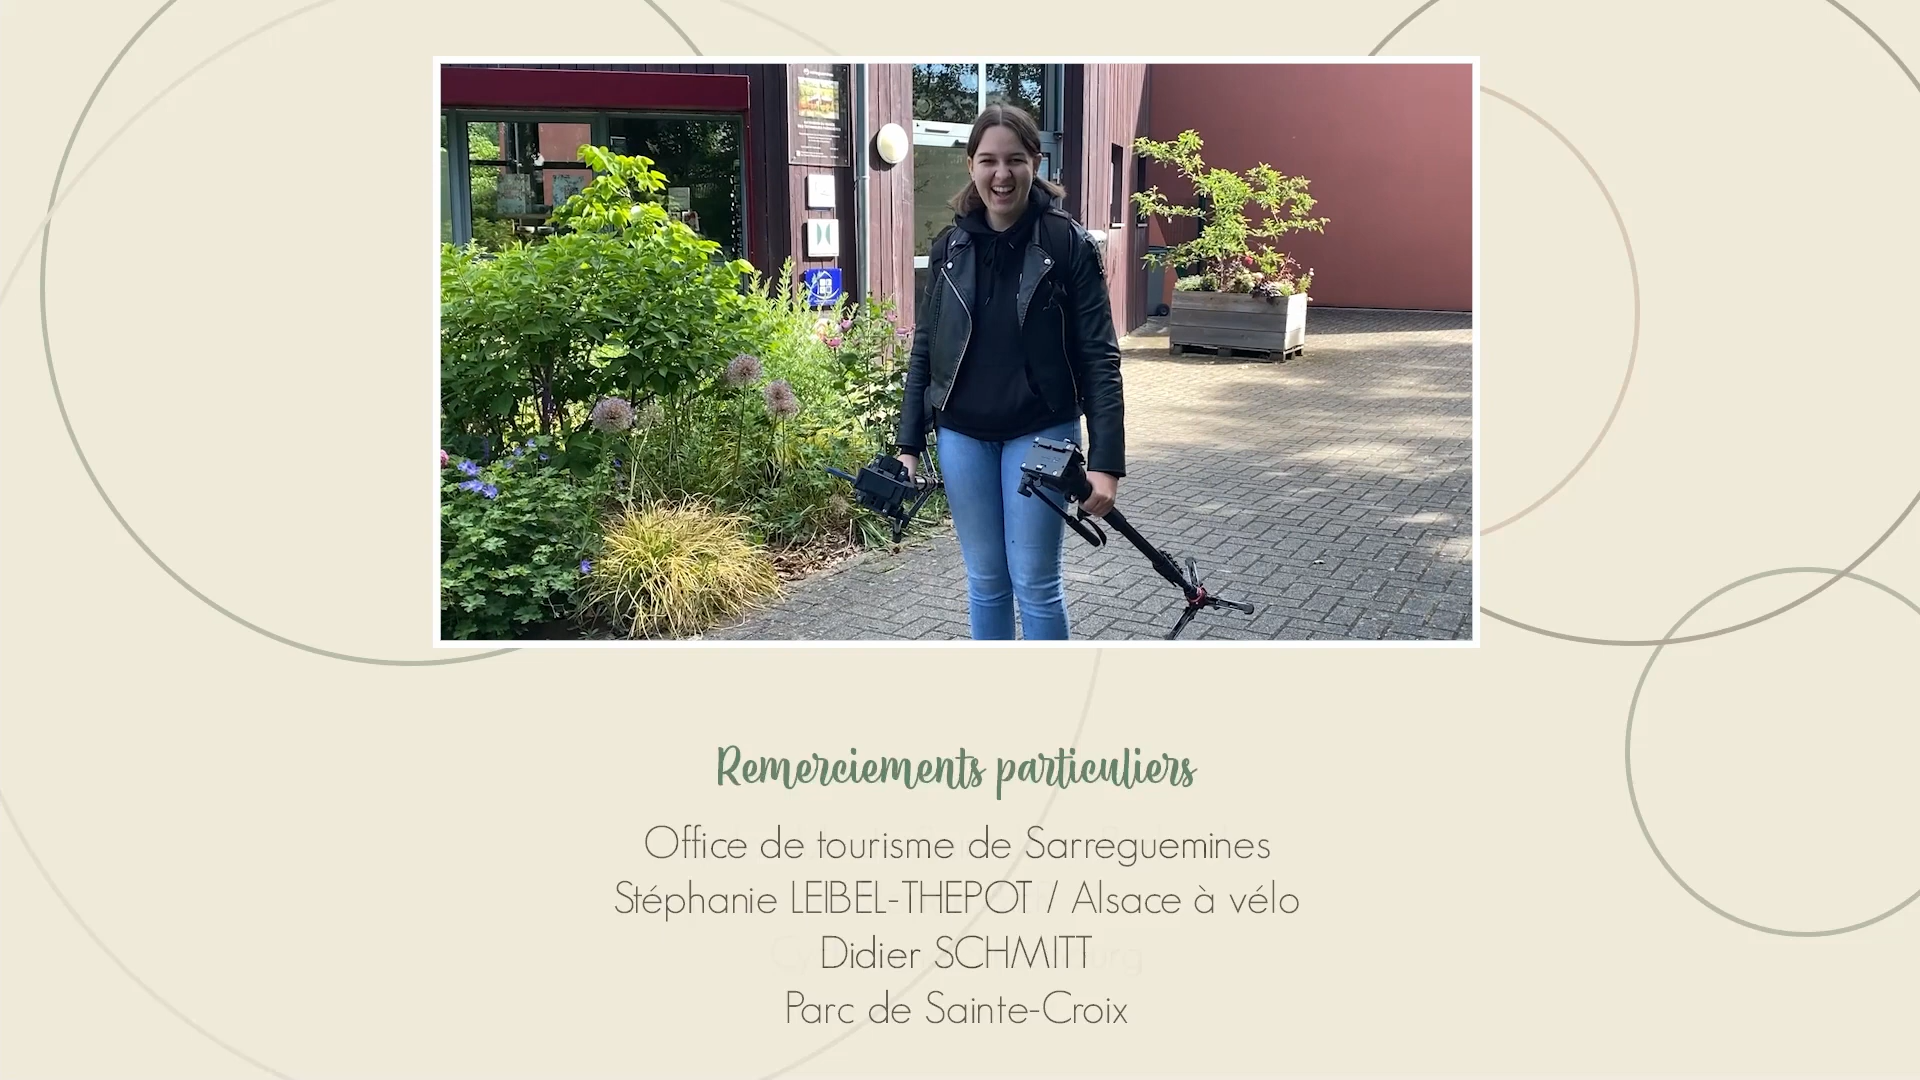 Remerciements particuliers
Office de tourisme de Sarreguemines
Stéphanie LEIBEL-THEPOT / Alsace à vélo
Didier SCHMITT
Parc de Sainte-Croix